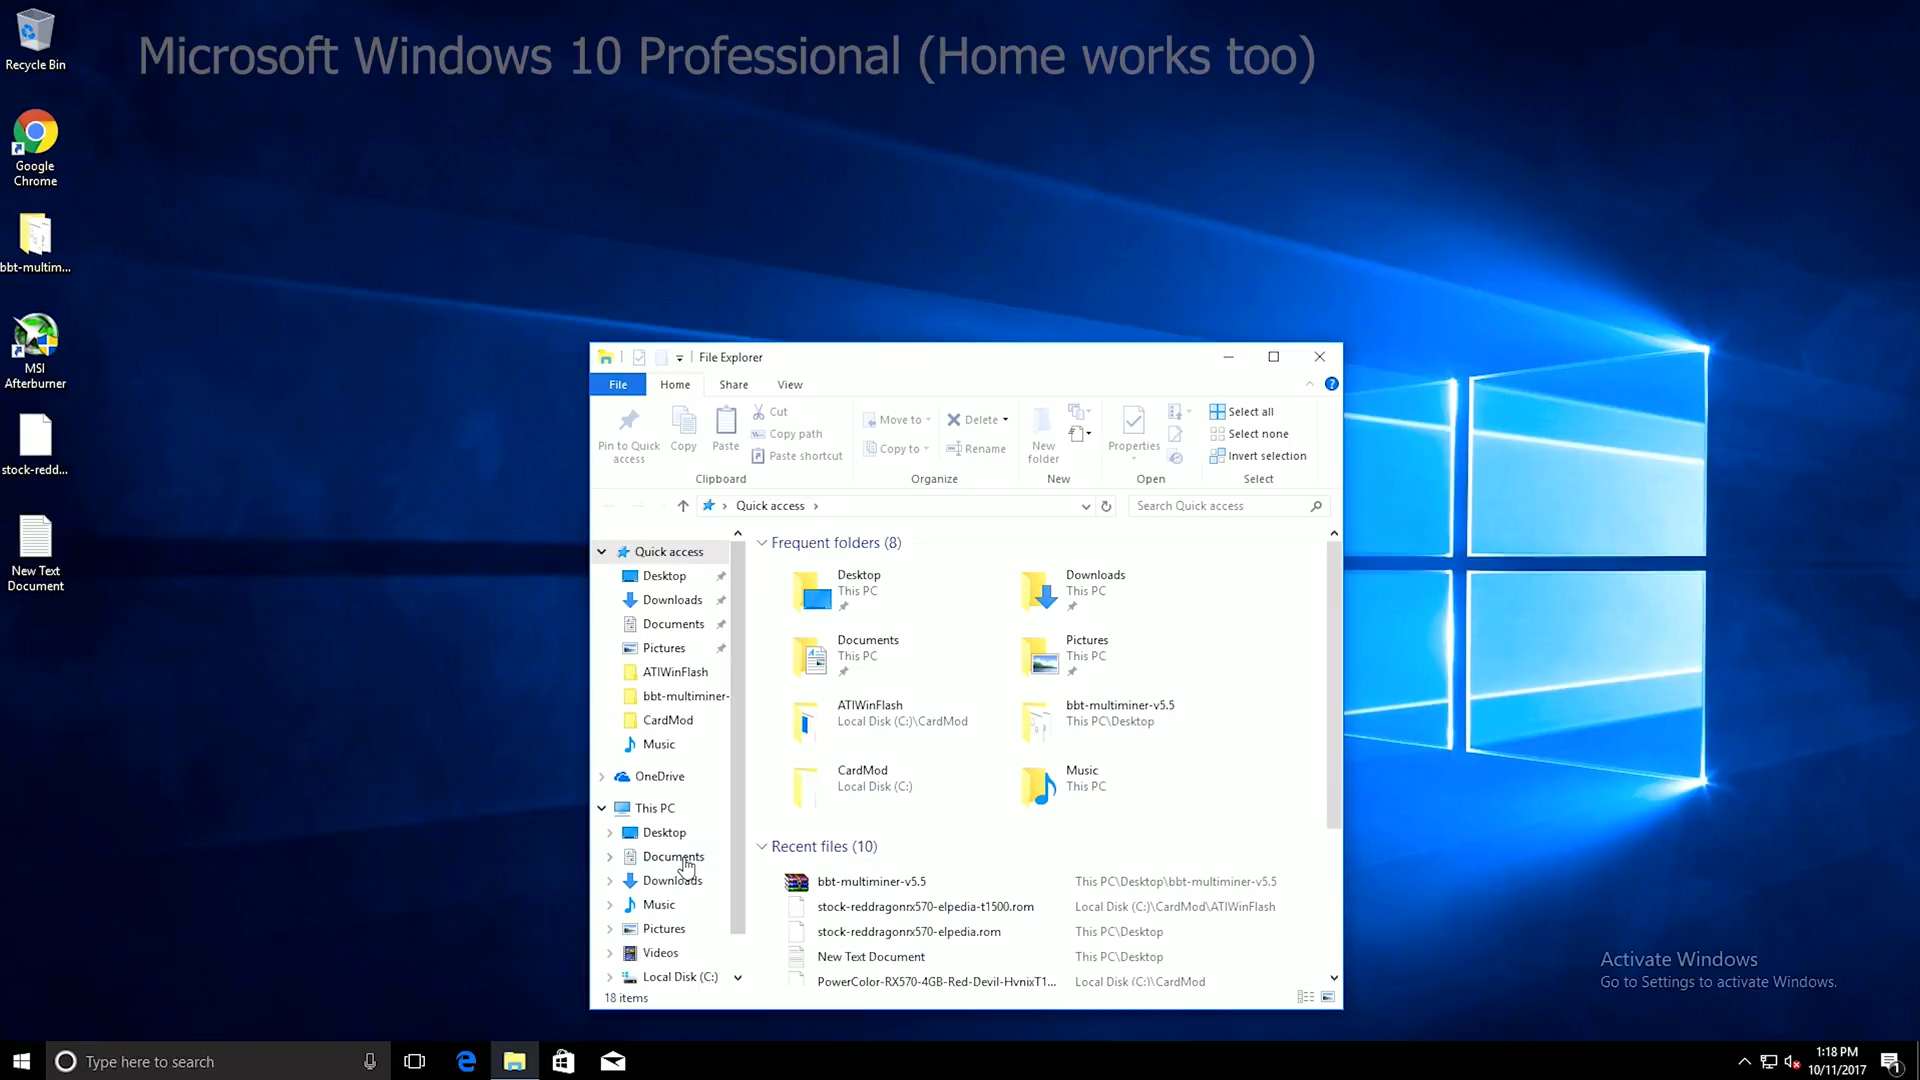 Microsoft Windows 10 Professional (Home works too)
Recycle Bin
Google
Chrome
bbt-multim...
MSI
Afterburner
stock-redd...
New Text
Document
File Explorer
File
Home
Share
View
Pin to Quick
access
Copy
Paste
Cut
Copy path
Paste shortcut
Clipboard
Move to
Copy to
Delete
Rename
Organize
New
folder
New
Properties
Open
Select all
Select none
Invert selection
Select
Quick access
Search Quick access
Quick access
Desktop
Downloads
Documents
Pictures
ATIWinFlash
bbt-multiminer-
CardMod
Music
OneDrive
This PC
Desktop
Documents
Downloads
Music
Pictures
Videos
Local Disk (C:)
Frequent folders (8)
Desktop
This PC
Downloads
This PC
Documents
This PC
Pictures
This PC
ATIWinFlash
Local Disk (C:)\CardMod
bbt-multiminer-v5.5
This PC\Desktop
CardMod
Local Disk (C:)
Music
This PC
Recent files (10)
bbt-multiminer-v5.5 This PC\Desktop\bbt-multiminer-v5.5
stock-reddragonrx570-elpedia-t1500.rom Local Disk (C:)\CardMod\ATIWinFlash
stock-reddragonrx570-elpedia.rom This PC\Desktop
New Text Document This PC\Desktop
PowerColor-RX570-4GB-Red-Devil-HvnixT1... Local Disk (C:)\CardMod
18 items
Activate Windows
Go to Settings to activate Windows.
Type here to search
1:18 PM
10/11/2017
1